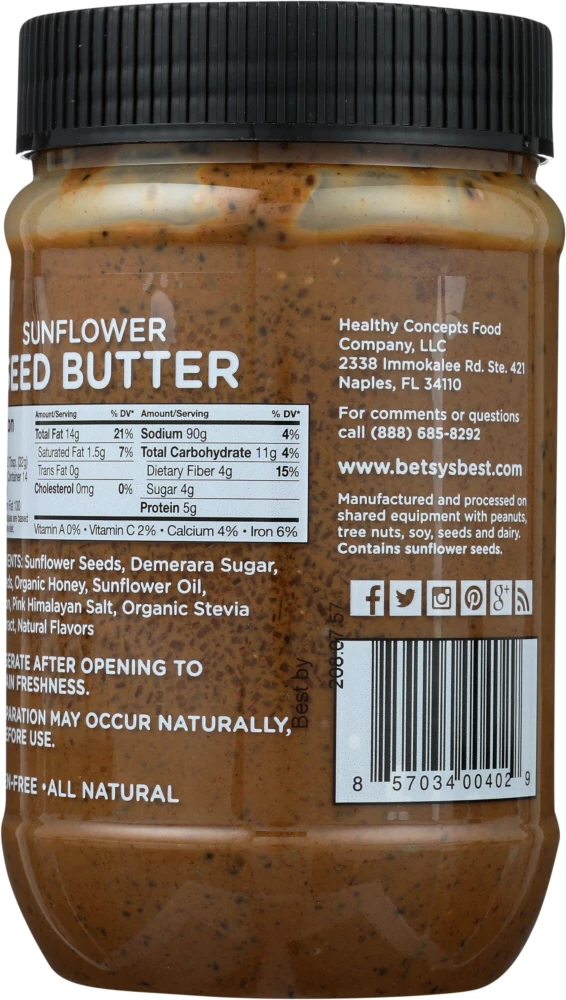 SUNFLOWER
EED BUTTER
Amount/Serving % DV* Amount/Serving % DV*
Total Fat 14g 21% Sodium 90g 4%
Saturated Fat 1.5g 7% Total Carbohydrate 11g 4%
Trans Fat 0g Dietary Fiber 4g 15%
Cholesterol 0mg 0% Sugar 4g
Protein 5g
Vitamin A 0% • Vitamin C 2% • Calcium 4% • Iron 6%
ENTS: Sunflower Seeds, Demerara Sugar,
ds, Organic Honey, Sunflower Oil,
on, Pink Himalayan Salt, Organic Stevia
ract, Natural Flavors
ERATE AFTER OPENING TO
AIN FRESHNESS.
PARATION MAY OCCUR NATURALLY,
EFORE USE.
N-FREE • ALL NATURAL
Healthy Concepts Food
Company, LLC
2338 Immokalee Rd. Ste. 421
Naples, FL 34110
For comments or questions
call (888) 685-8292
www.betsysbest.com
Manufactured and processed on
shared equipment with peanuts,
tree nuts, soy, seeds and dairy.
Contains sunflower seeds.
Best by
8 57034 00402 9